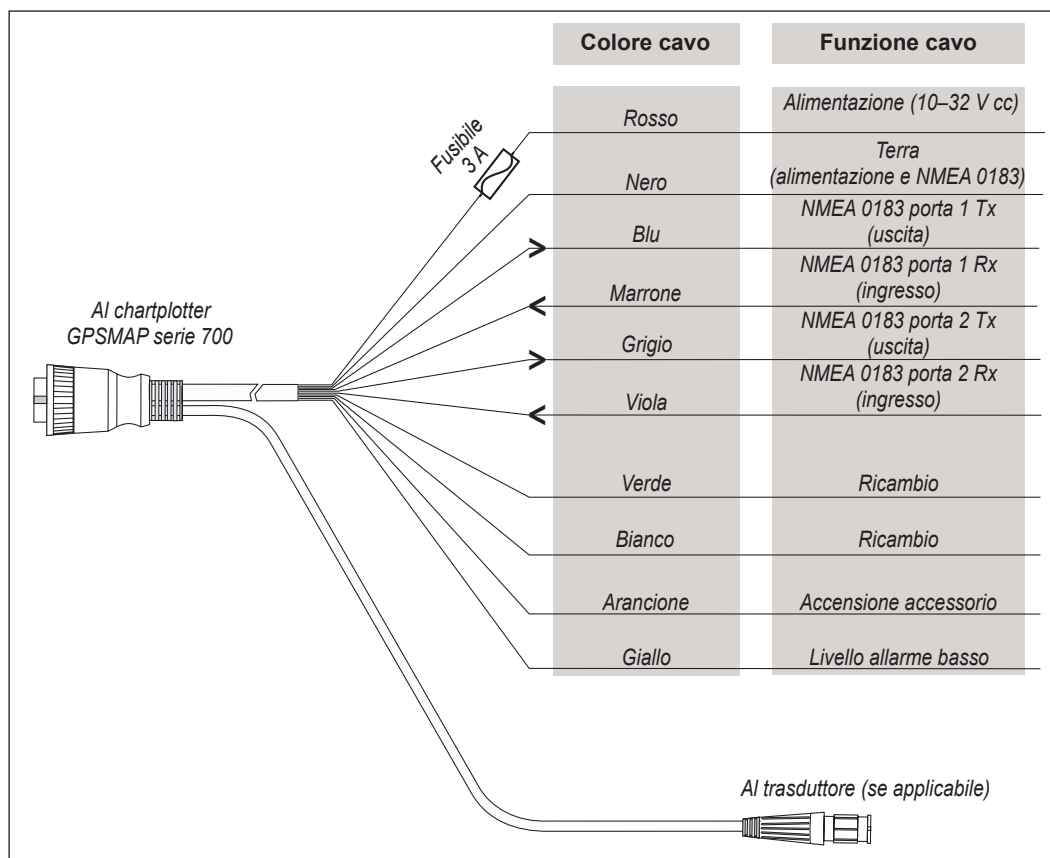 Colore cavo
Funzione cavo
Fusibile
3 A
Rosso
Alimentazione (10–32 V cc)
Nero
Terra
(alimentazione e NMEA 0183)
Blu
NMEA 0183 porta 1 Tx
(uscita)
Marrone
NMEA 0183 porta 1 Rx
(ingresso)
Grigio
NMEA 0183 porta 2 Tx
(uscita)
Viola
NMEA 0183 porta 2 Rx
(ingresso)
Verde
Ricambio
Bianco
Ricambio
Arancione
Accensione accessorio
Giallo
Livello allarme basso
Al chartplotter
GPSMAP serie 700
Al trasduttore (se applicabile)